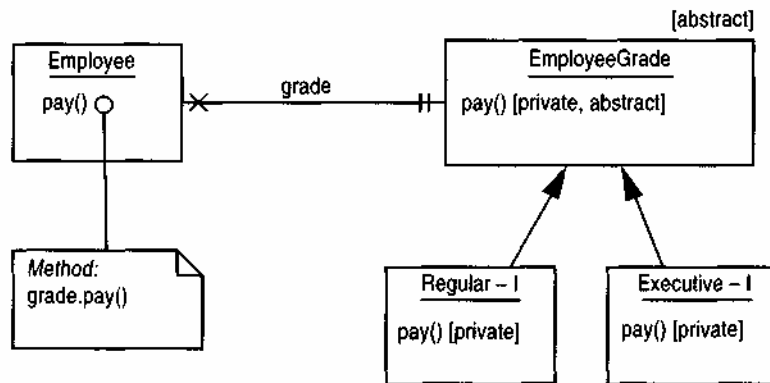 [abstract]
Employee
pay()
grade
EmployeeGrade
pay() [private, abstract]
Method:
grade.pay()
Regular – I
pay() [private]
Executive – I
pay() [private]